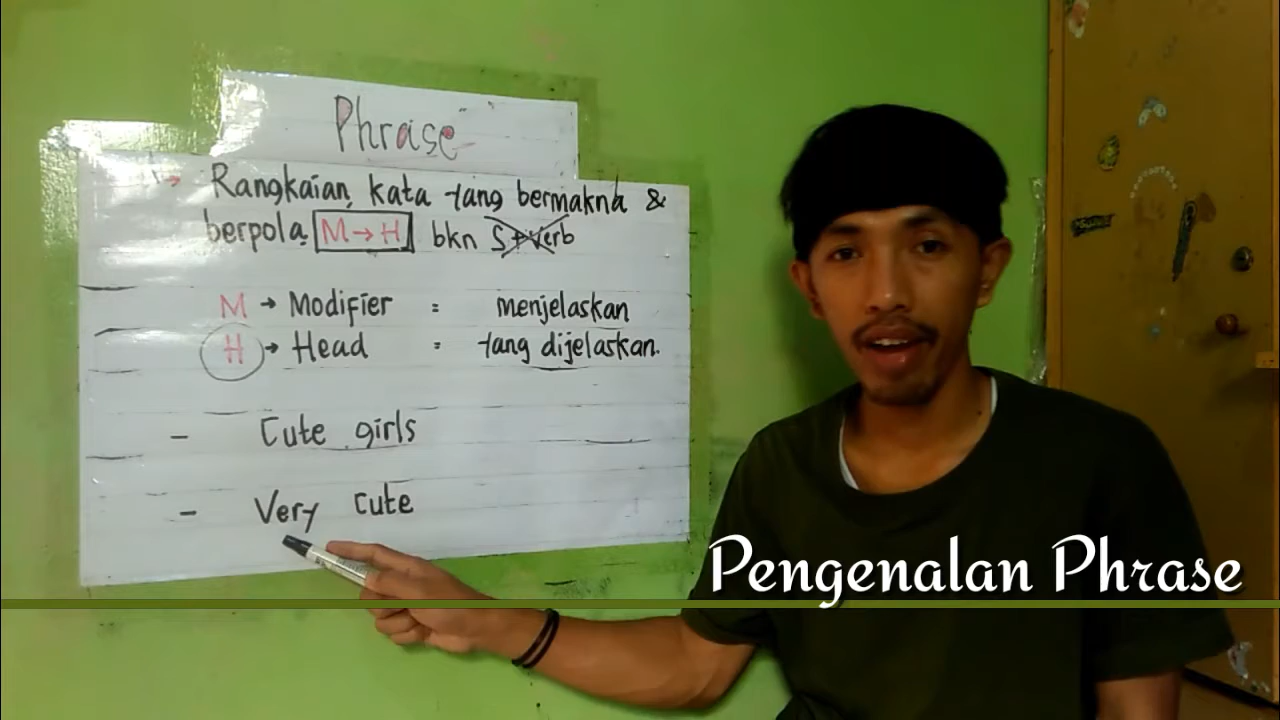 Phrase
→ Rangkaian kata yang bermakna &
berpola M → H bkn S + Verb
M → Modifier = menjelaskan
H → Head = yang dijelaskan.
- Cute girls
- Very cute
Pengenalan Phrase